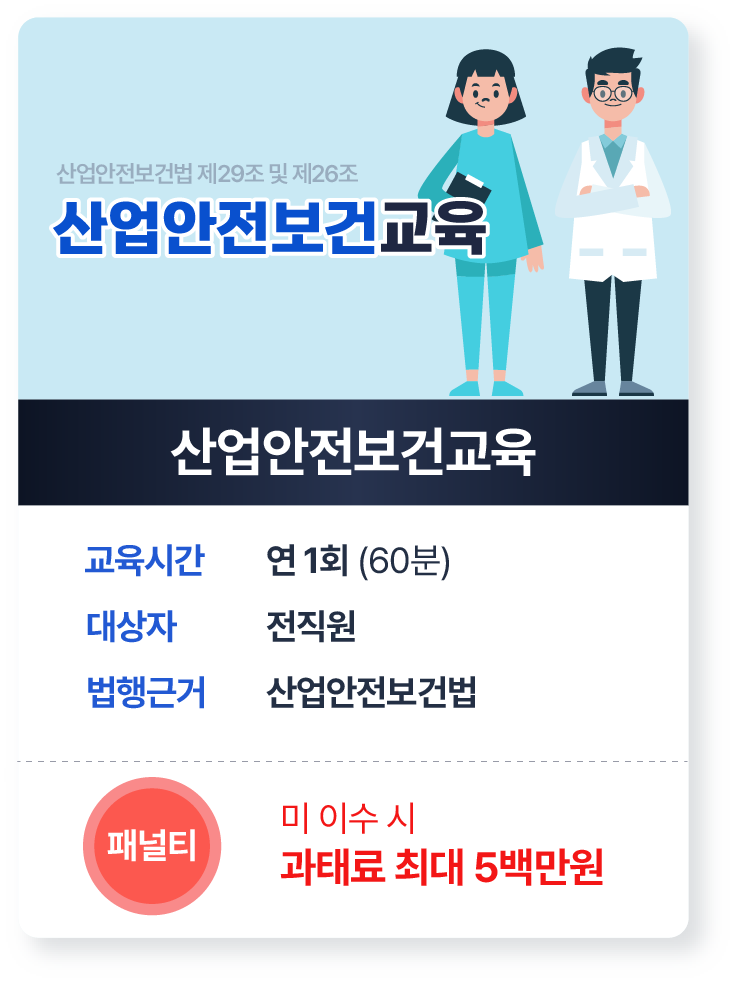 산업안전보건법 제29조 및 제26조
산업안전보건교육
산업안전보건교육
교육시간 연 1회 (60분)
대상자 전직원
법행근거 산업안전보건법
패널티
미 이수 시
과태료 최대 5백만원